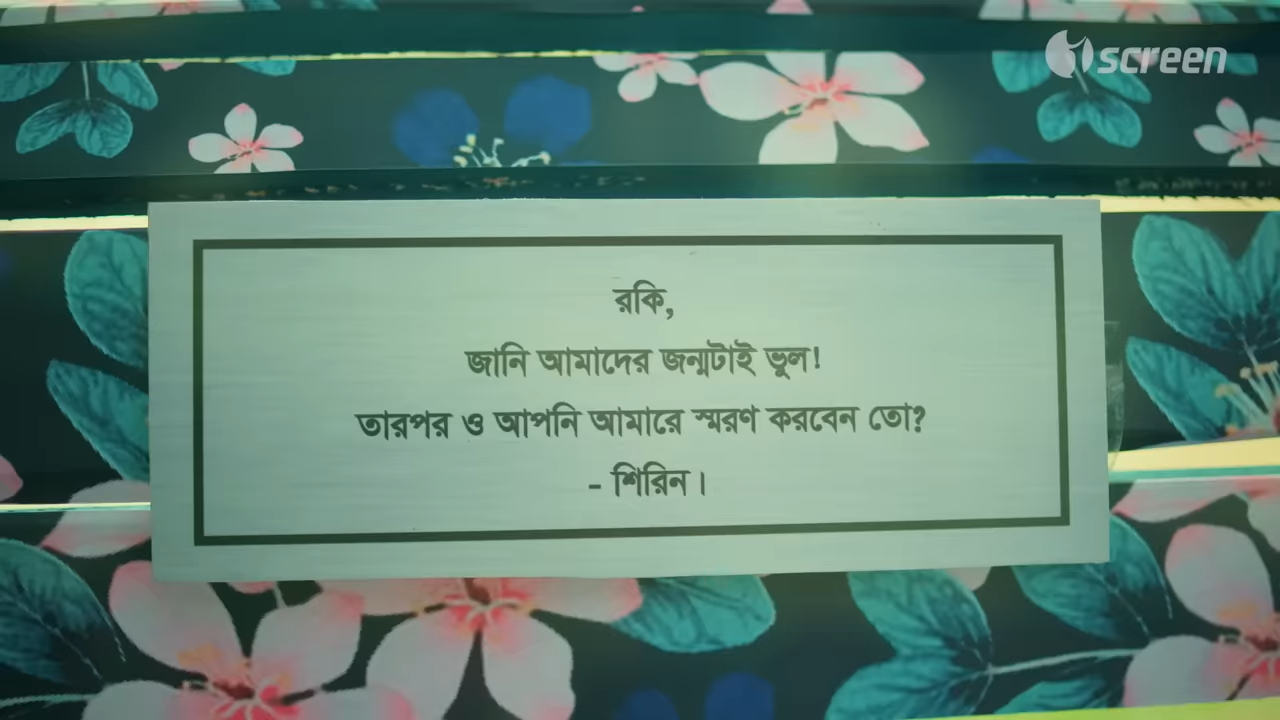 iscreen
রকি,
জানি আমাদের জন্মটাই ভুল!
তারপর ও আপনি আমারে স্মরণ করবেন তো?
- শিরিন।